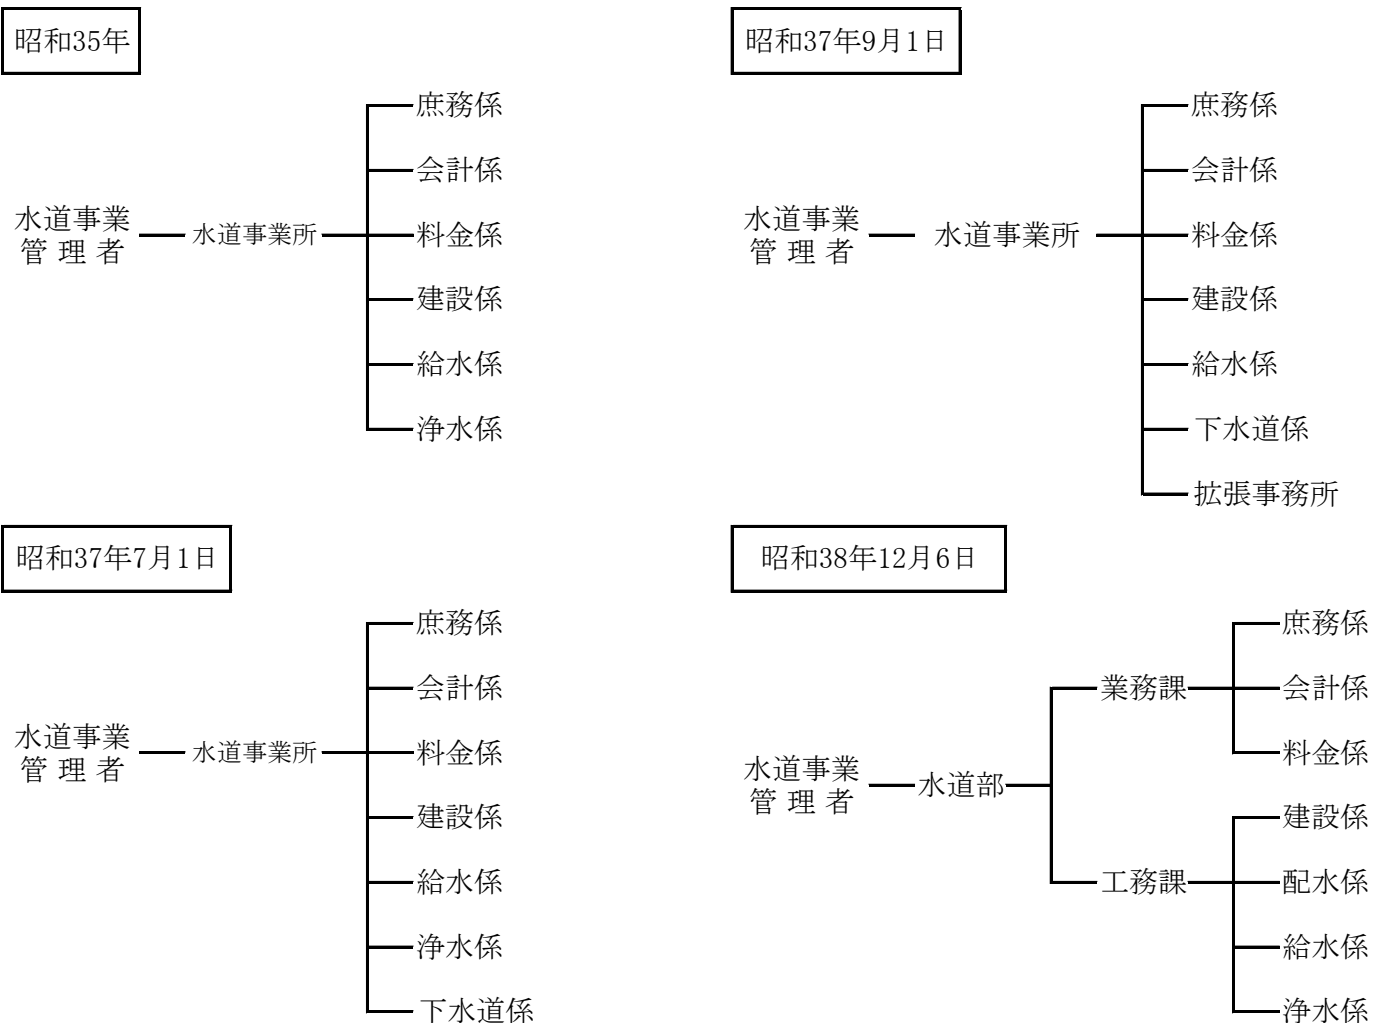 昭和35年
庶務係
会計係
水道事業
管理者
水道事業所
料金係
建設係
給水係
浄水係
昭和37年7月1日
庶務係
会計係
水道事業
管理者
水道事業所
料金係
建設係
給水係
浄水係
下水道係
昭和37年9月1日
庶務係
会計係
水道事業
管理者
水道事業所
料金係
建設係
給水係
下水道係
拡張事務所
昭和38年12月6日
水道事業
管理者
水道部
業務課
庶務係
会計係
料金係
工務課
建設係
配水係
給水係
浄水係